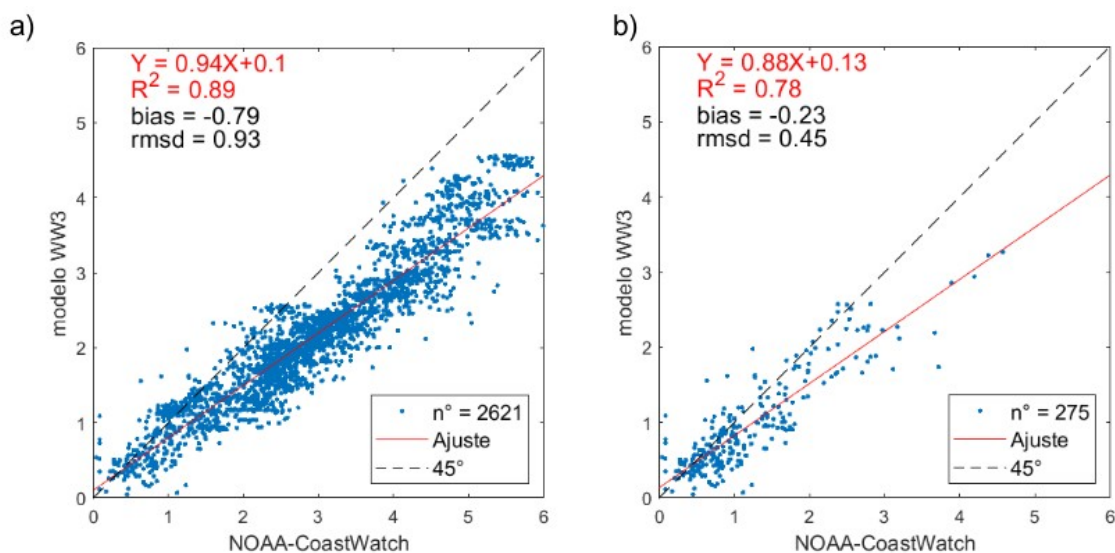 a)
Y = 0.94X+0.1
R² = 0.89
bias = -0.79
rmsd = 0.93
6
5
4
3
2
1
0
modelo WW3
n° = 2621
Ajuste
45°
0 1 2 3 4 5 6
NOAA-CoastWatch
b)
Y = 0.88X+0.13
R² = 0.78
bias = -0.23
rmsd = 0.45
6
5
4
3
2
1
0
modelo WW3
n° = 275
Ajuste
45°
0 1 2 3 4 5 6
NOAA-CoastWatch